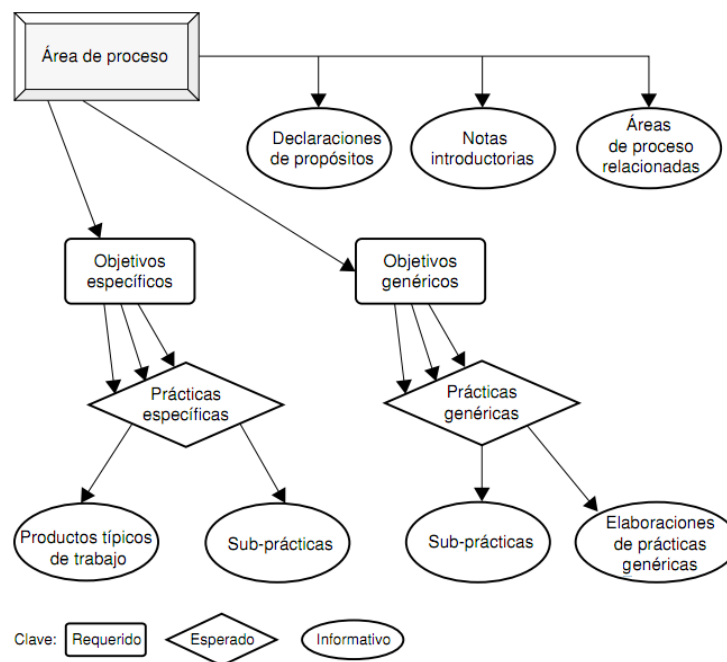 Área de proceso
Declaraciones
de propósitos
Notas
introductorias
Áreas
de proceso
relacionadas
Objetivos
específicos
Objetivos
genéricos
Prácticas
específicas
Prácticas
genéricas
Productos típicos
de trabajo
Sub-prácticas
Sub-prácticas
Elaboraciones
de prácticas
genéricas
Clave: Requerido Esperado Informativo